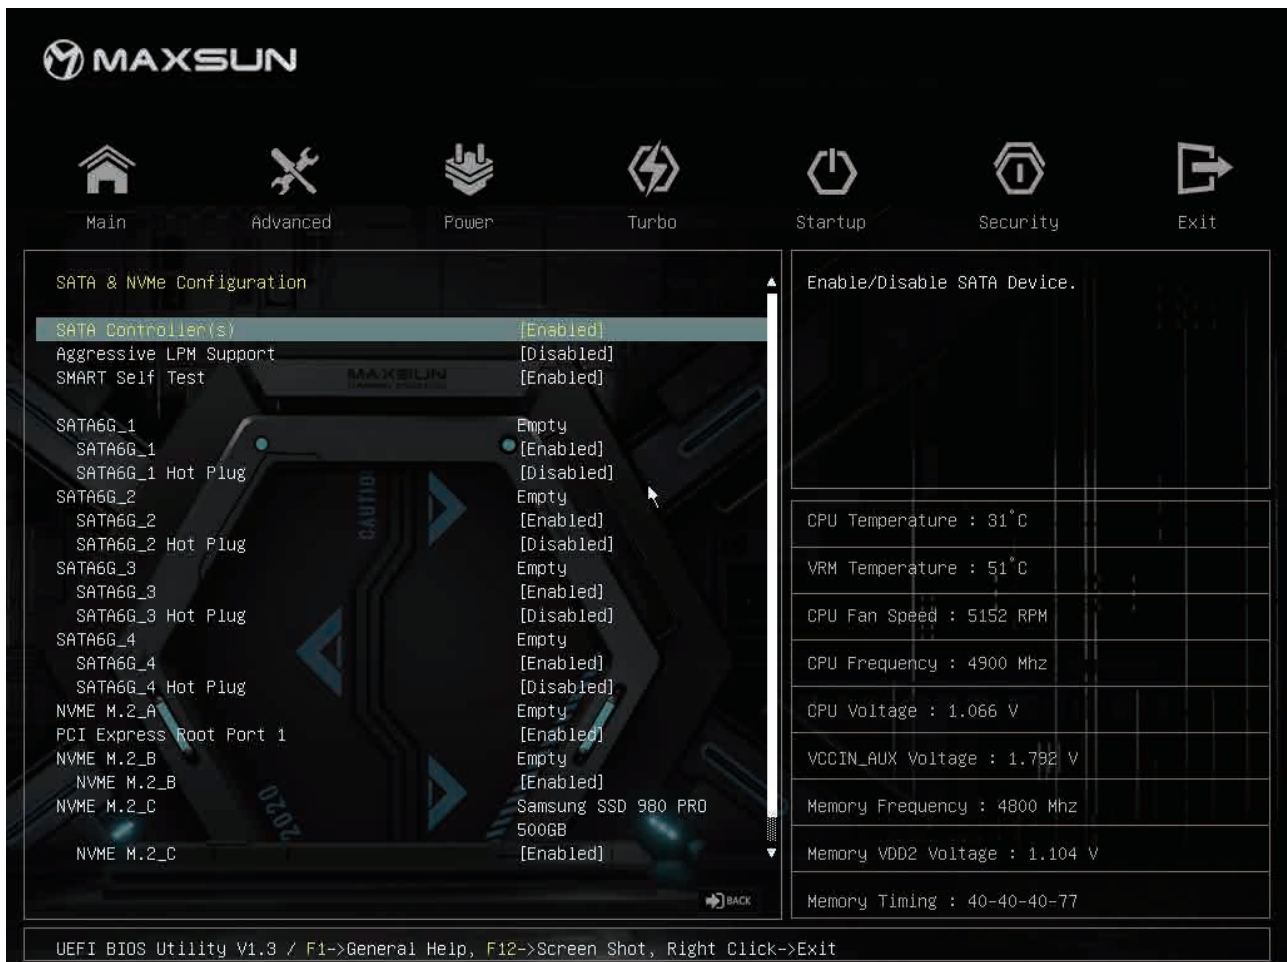 MAXSUN
Main Advanced Power Turbo Startup Security Exit
SATA & NVMe Configuration
SATA Controller(s) [Enabled]
Aggressive LPM Support [Disabled]
SMART Self Test [Enabled]
MAXSUN
SATA6G_1 Empty
SATA6G_1 [Enabled]
SATA6G_1 Hot Plug [Disabled]
SATA6G_2 Empty
SATA6G_2 [Enabled]
SATA6G_2 Hot Plug [Disabled]
SATA6G_3 Empty
SATA6G_3 [Enabled]
SATA6G_3 Hot Plug [Disabled]
SATA6G_4 Empty
SATA6G_4 [Enabled]
SATA6G_4 Hot Plug [Disabled]
NVME M.2_A Empty
PCI Express Root Port 1 [Enabled]
NVME M.2_B Empty
NVME M.2_B [Enabled]
NVME M.2_C Samsung SSD 980 PRO
500GB
NVME M.2_C [Enabled]
CAUTION
2020
BACK
Enable/Disable SATA Device.
CPU Temperature : 31°C
VRM Temperature : 51°C
CPU Fan Speed : 5152 RPM
CPU Frequency : 4900 Mhz
CPU Voltage : 1.066 V
VCCIN_AUX Voltage : 1.792 V
Memory Frequency : 4800 Mhz
Memory VDD2 Voltage : 1.104 V
Memory Timing : 40-40-40-77
UEFI BIOS Utility V1.3 / F1->General Help, F12->Screen Shot, Right Click->Exit